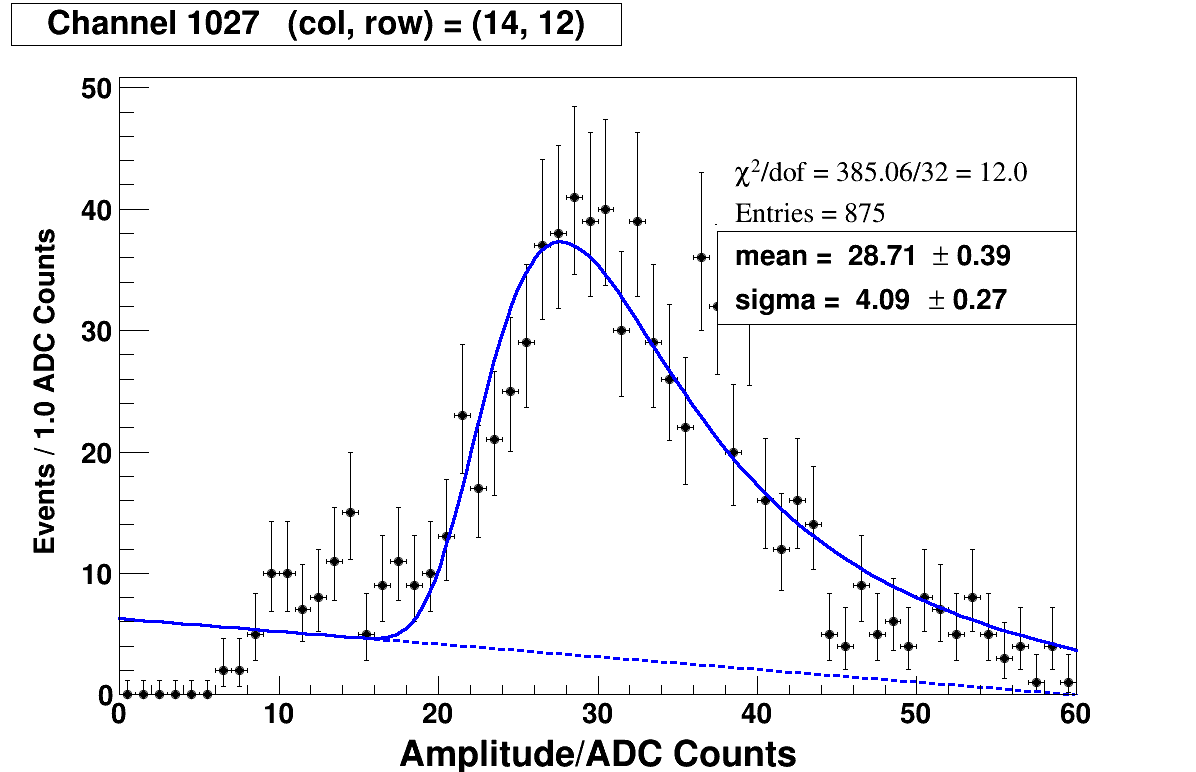 Channel 1027 (col, row) = (14, 12)
50
40
30
20
10
0
Events / 1.0 ADC Counts
χ²/dof = 385.06/32 = 12.0
Entries = 875
mean = 28.71 ± 0.39
sigma = 4.09 ± 0.27
0 10 20 30 40 50 60
Amplitude/ADC Counts